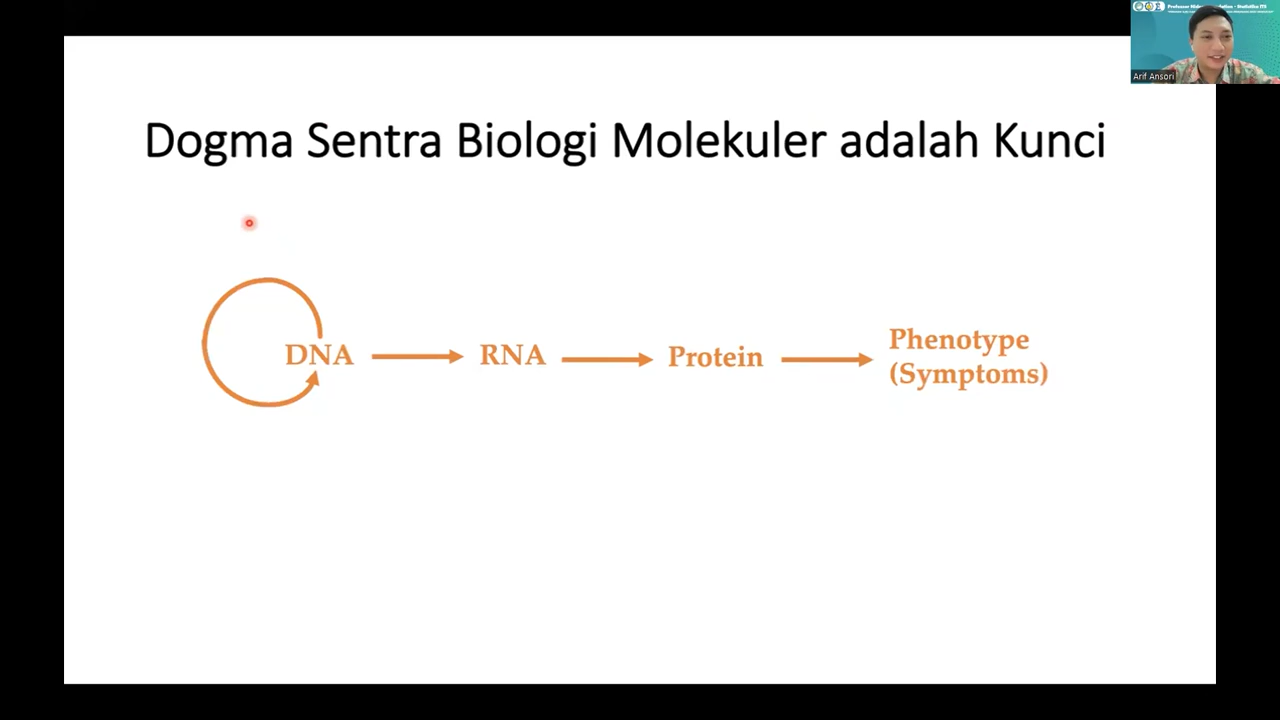 Dogma Sentra Biologi Molekuler adalah Kunci
DNA
RNA
Protein
Phenotype
(Symptoms)
Arif Ansori